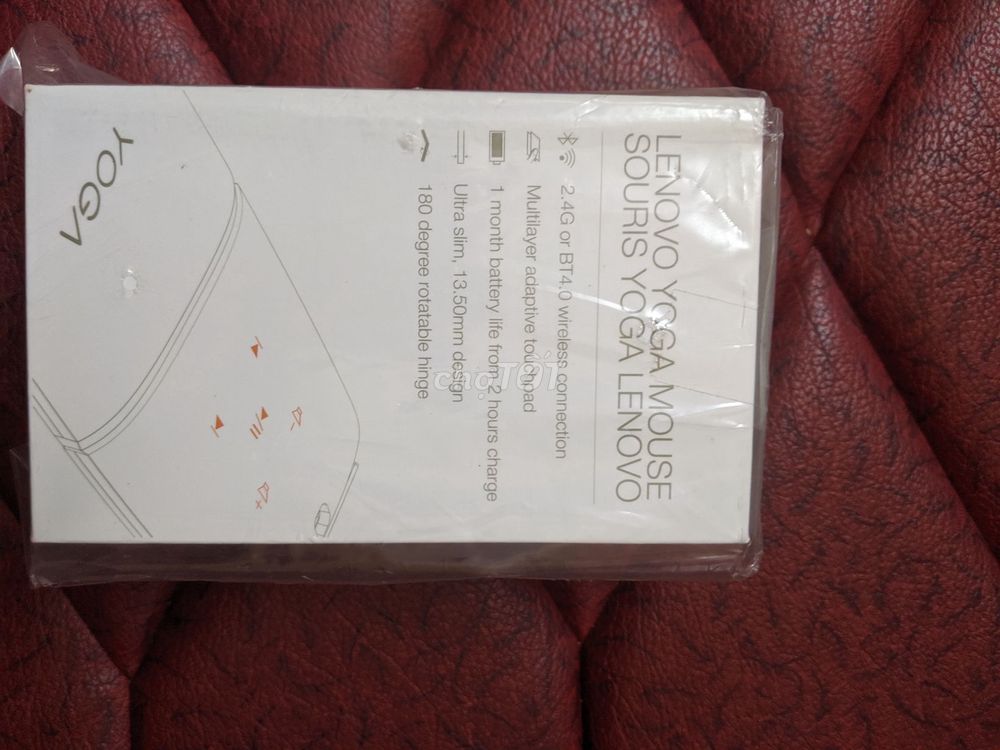 LENOVO YOGA MOUSE
SOURIS YOGA LENOVO
2.4G or BT4.0 wireless connection
Multilayer adaptive touchpad
1 month battery life from 2 hours charge
Ultra slim, 13.50mm design
180 degree rotatable hinge
YOGA
choTỐT